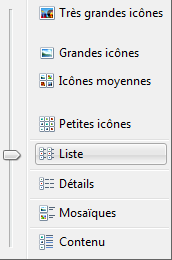 Très grandes icônes
Grandes icônes
Icônes moyennes
Petites icônes
Liste
Détails
Mosaïques
Contenu